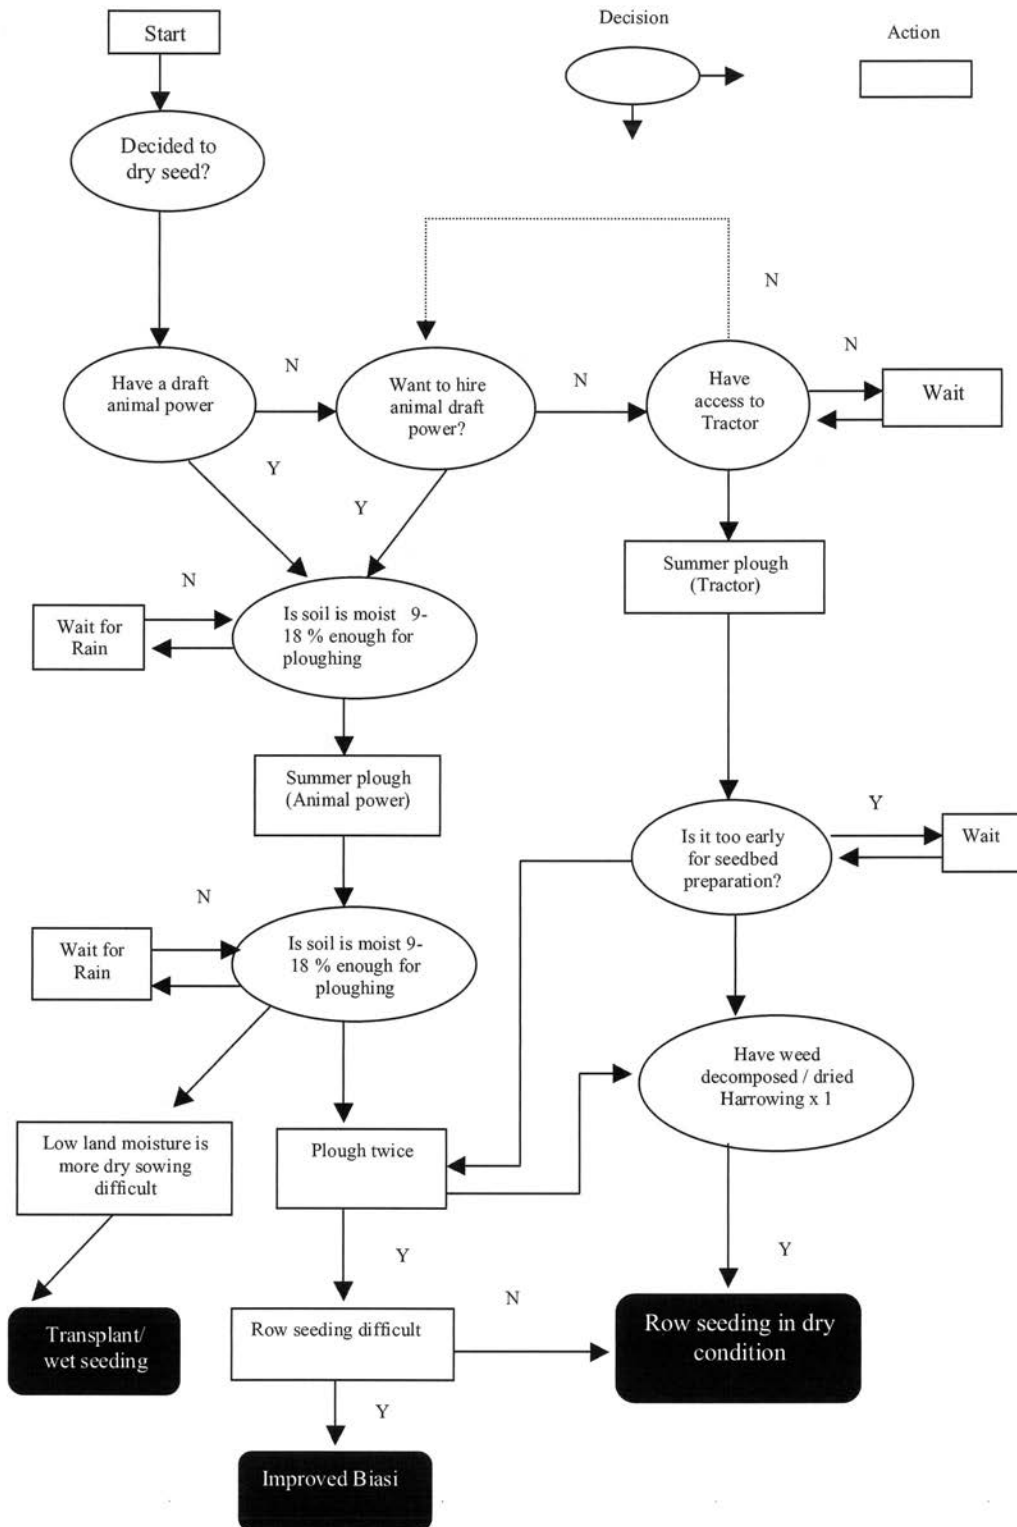 Start
Decision
Action
Decided to
dry seed?
N
Have a draft
animal power
N
Want to hire
animal draft
power?
N
Have
access to
Tractor
N
Wait
Y
Y
Summer plough
(Tractor)
N
Wait for
Rain
Is soil is moist 9-
18 % enough for
ploughing
Summer plough
(Animal power)
Is it too early
for seedbed
preparation?
Y
Wait
N
Wait for
Rain
Is soil is moist 9-
18 % enough for
ploughing
Have weed
decomposed / dried
Harrowing x 1
Low land moisture is
more dry sowing
difficult
Plough twice
Y
Y
Transplant/
wet seeding
Row seeding difficult
N
Row seeding in dry
condition
Y
Improved Biasi